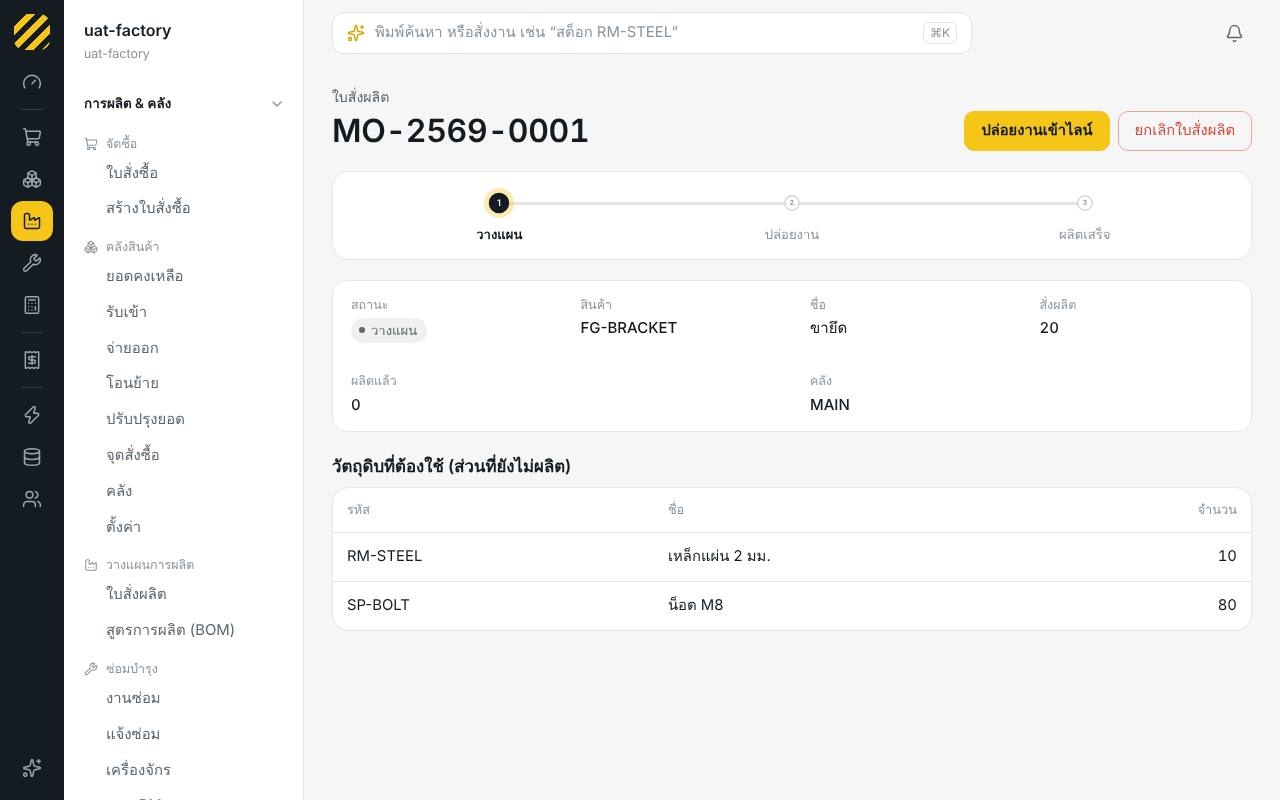 uat-factory
uat-factory
การผลิต & คลัง
จัดซื้อ
ใบสั่งซื้อ
สร้างใบสั่งซื้อ
คลังสินค้า
ยอดคงเหลือ
รับเข้า
จ่ายออก
โอนย้าย
ปรับปรุงยอด
จุดสั่งซื้อ
คลัง
ตั้งค่า
วางแผนการผลิต
ใบสั่งผลิต
สูตรการผลิต (BOM)
ซ่อมบำรุง
งานซ่อม
แจ้งซ่อม
เครื่องจักร
พิมพ์ค้นหา หรือสั่งงาน เช่น “สต็อก RM-STEEL”
⌘K
ใบสั่งผลิต
MO-2569-0001
ปล่อยงานเข้าไลน์
ยกเลิกใบสั่งผลิต
1
2
3
วางแผน
ปล่อยงาน
ผลิตเสร็จ
สถานะ
สินค้า
ชื่อ
สั่งผลิต
วางแผน
FG-BRACKET
ขายึด
20
ผลิตแล้ว
คลัง
0
MAIN
วัตถุดิบที่ต้องใช้ (ส่วนที่ยังไม่ผลิต)
รหัส
ชื่อ
จำนวน
RM-STEEL
เหล็กแผ่น 2 มม.
10
SP-BOLT
น็อต M8
80